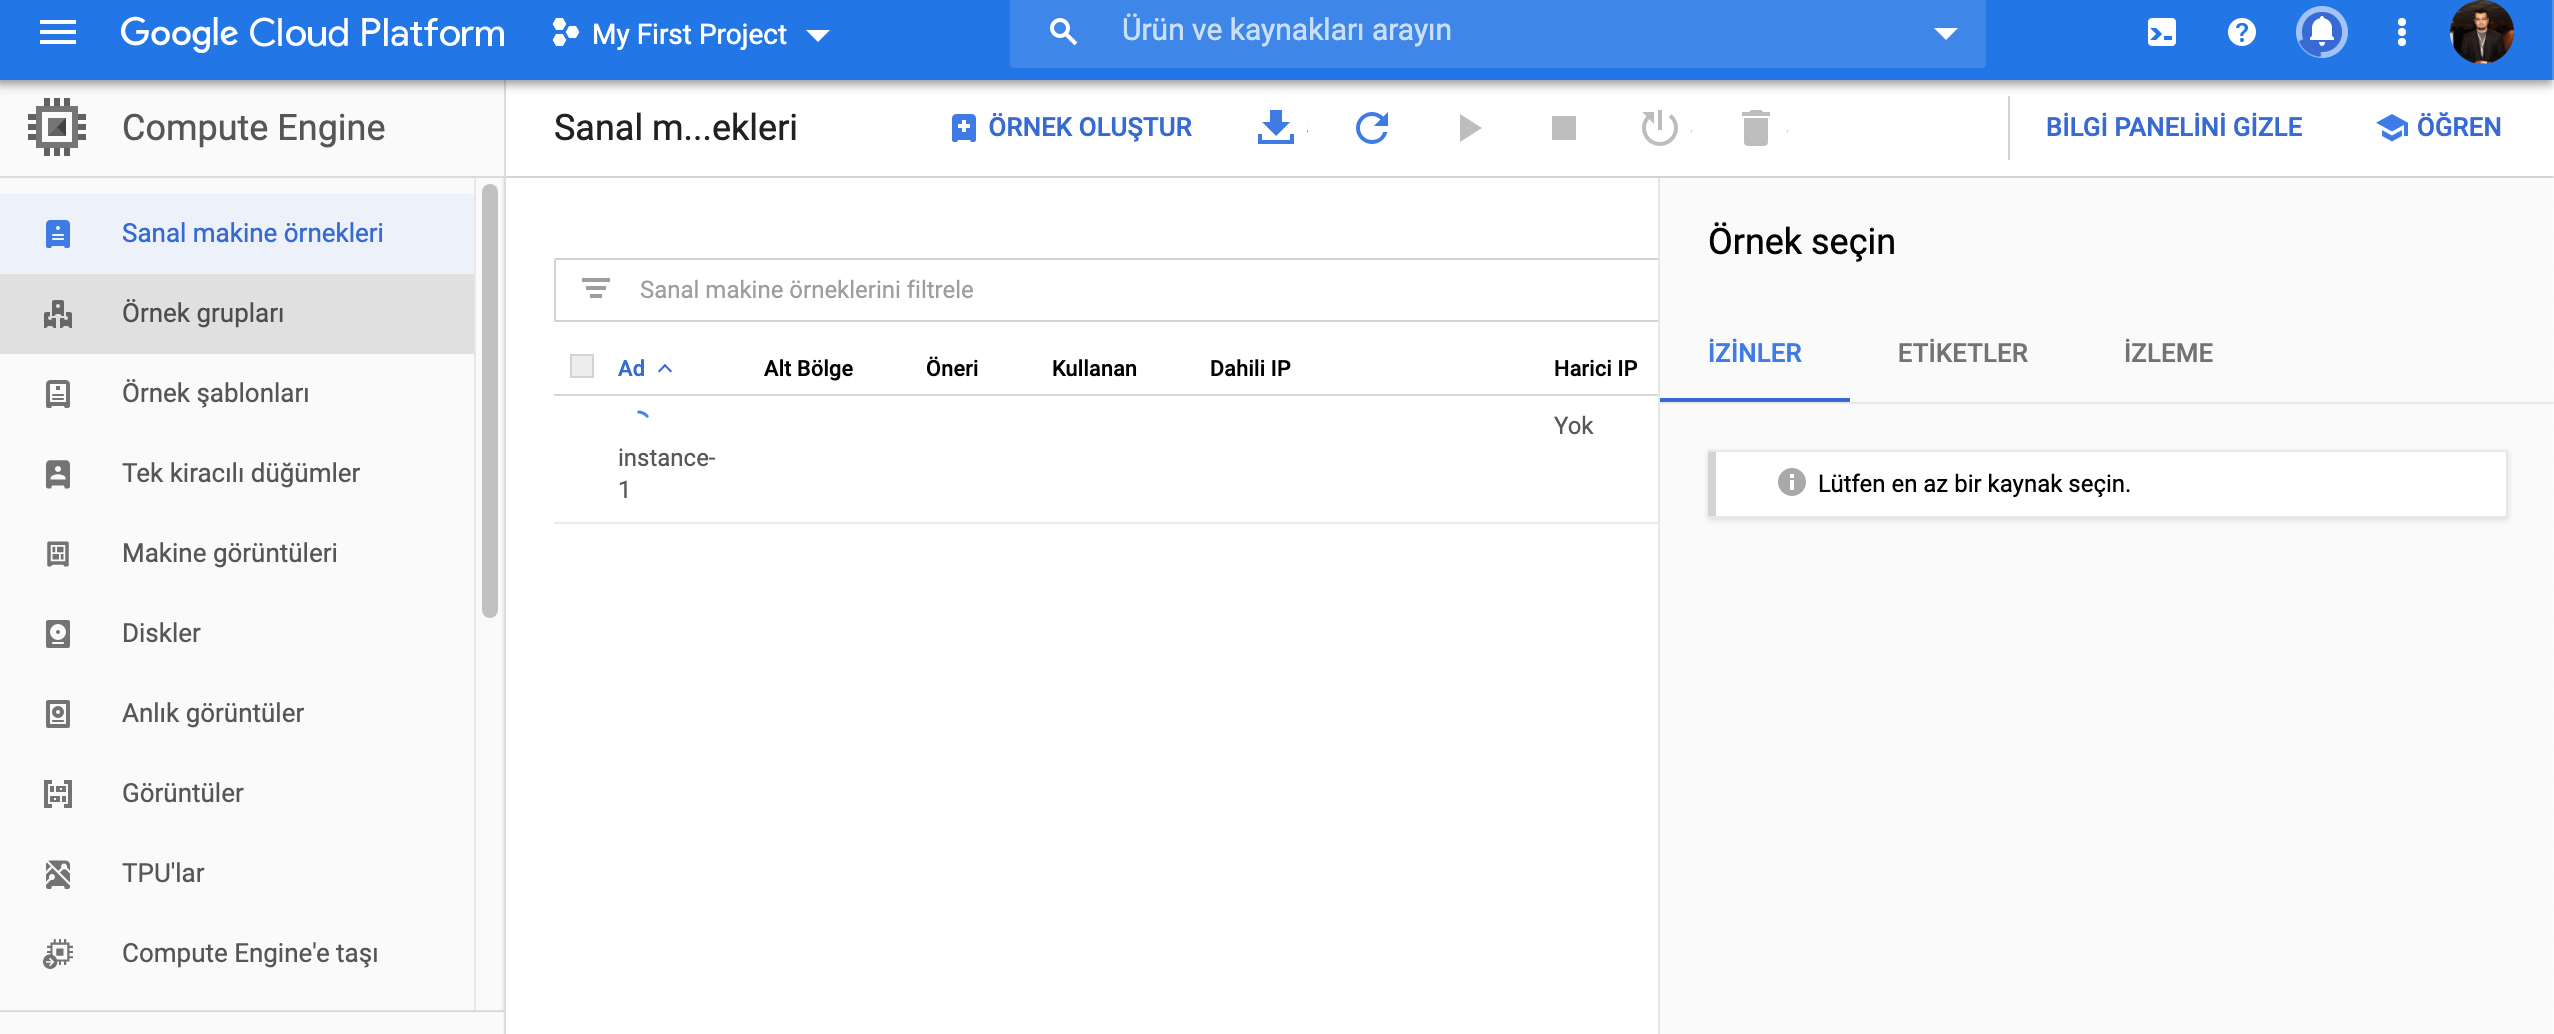 Google Cloud Platform
My First Project
Ürün ve kaynakları arayın
Compute Engine
Sanal m...ekleri
ÖRNEK OLUŞTUR
BİLGİ PANELİNİ GİZLE
ÖĞREN
Sanal makine örnekleri
Örnek grupları
Örnek şablonları
Tek kiracılı düğümler
Makine görüntüleri
Diskler
Anlık görüntüler
Görüntüler
TPU'lar
Compute Engine'e taşı
Sanal makine örneklerini filtrele
Ad Alt Bölge Öneri Kullanan Dahili IP Harici IP
Yok
instance-
1
Örnek seçin
İZİNLER ETİKETLER İZLEME
Lütfen en az bir kaynak seçin.